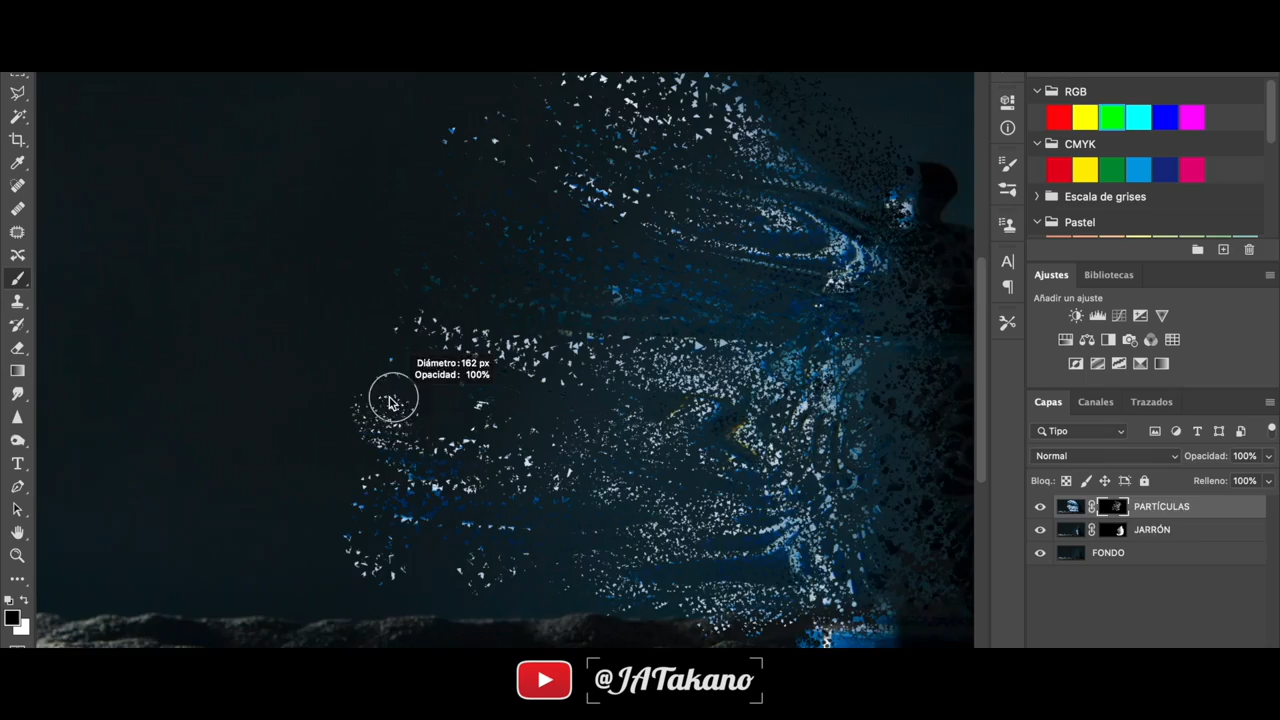 RGB
CMYK
Escala de grises
Pastel
Ajustes
Bibliotecas
Añadir un ajuste
Diámetro: 162 px
Opacidad: 100%
Capas
Canales
Trazados
Tipo
Normal
Opacidad: 100%
Bloq.:
Relleno: 100%
PARTÍCULAS
JARRÓN
FONDO
@JATakano